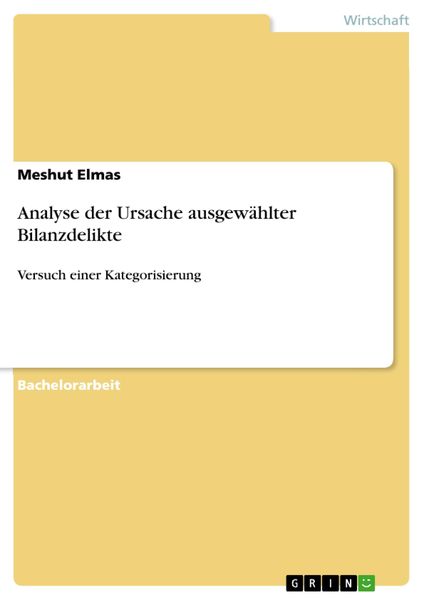 Wirtschaft
Meshut Elmas
Analyse der Ursache ausgewählter
Bilanzdelikte
Versuch einer Kategorisierung
Bachelorarbeit
GRIN